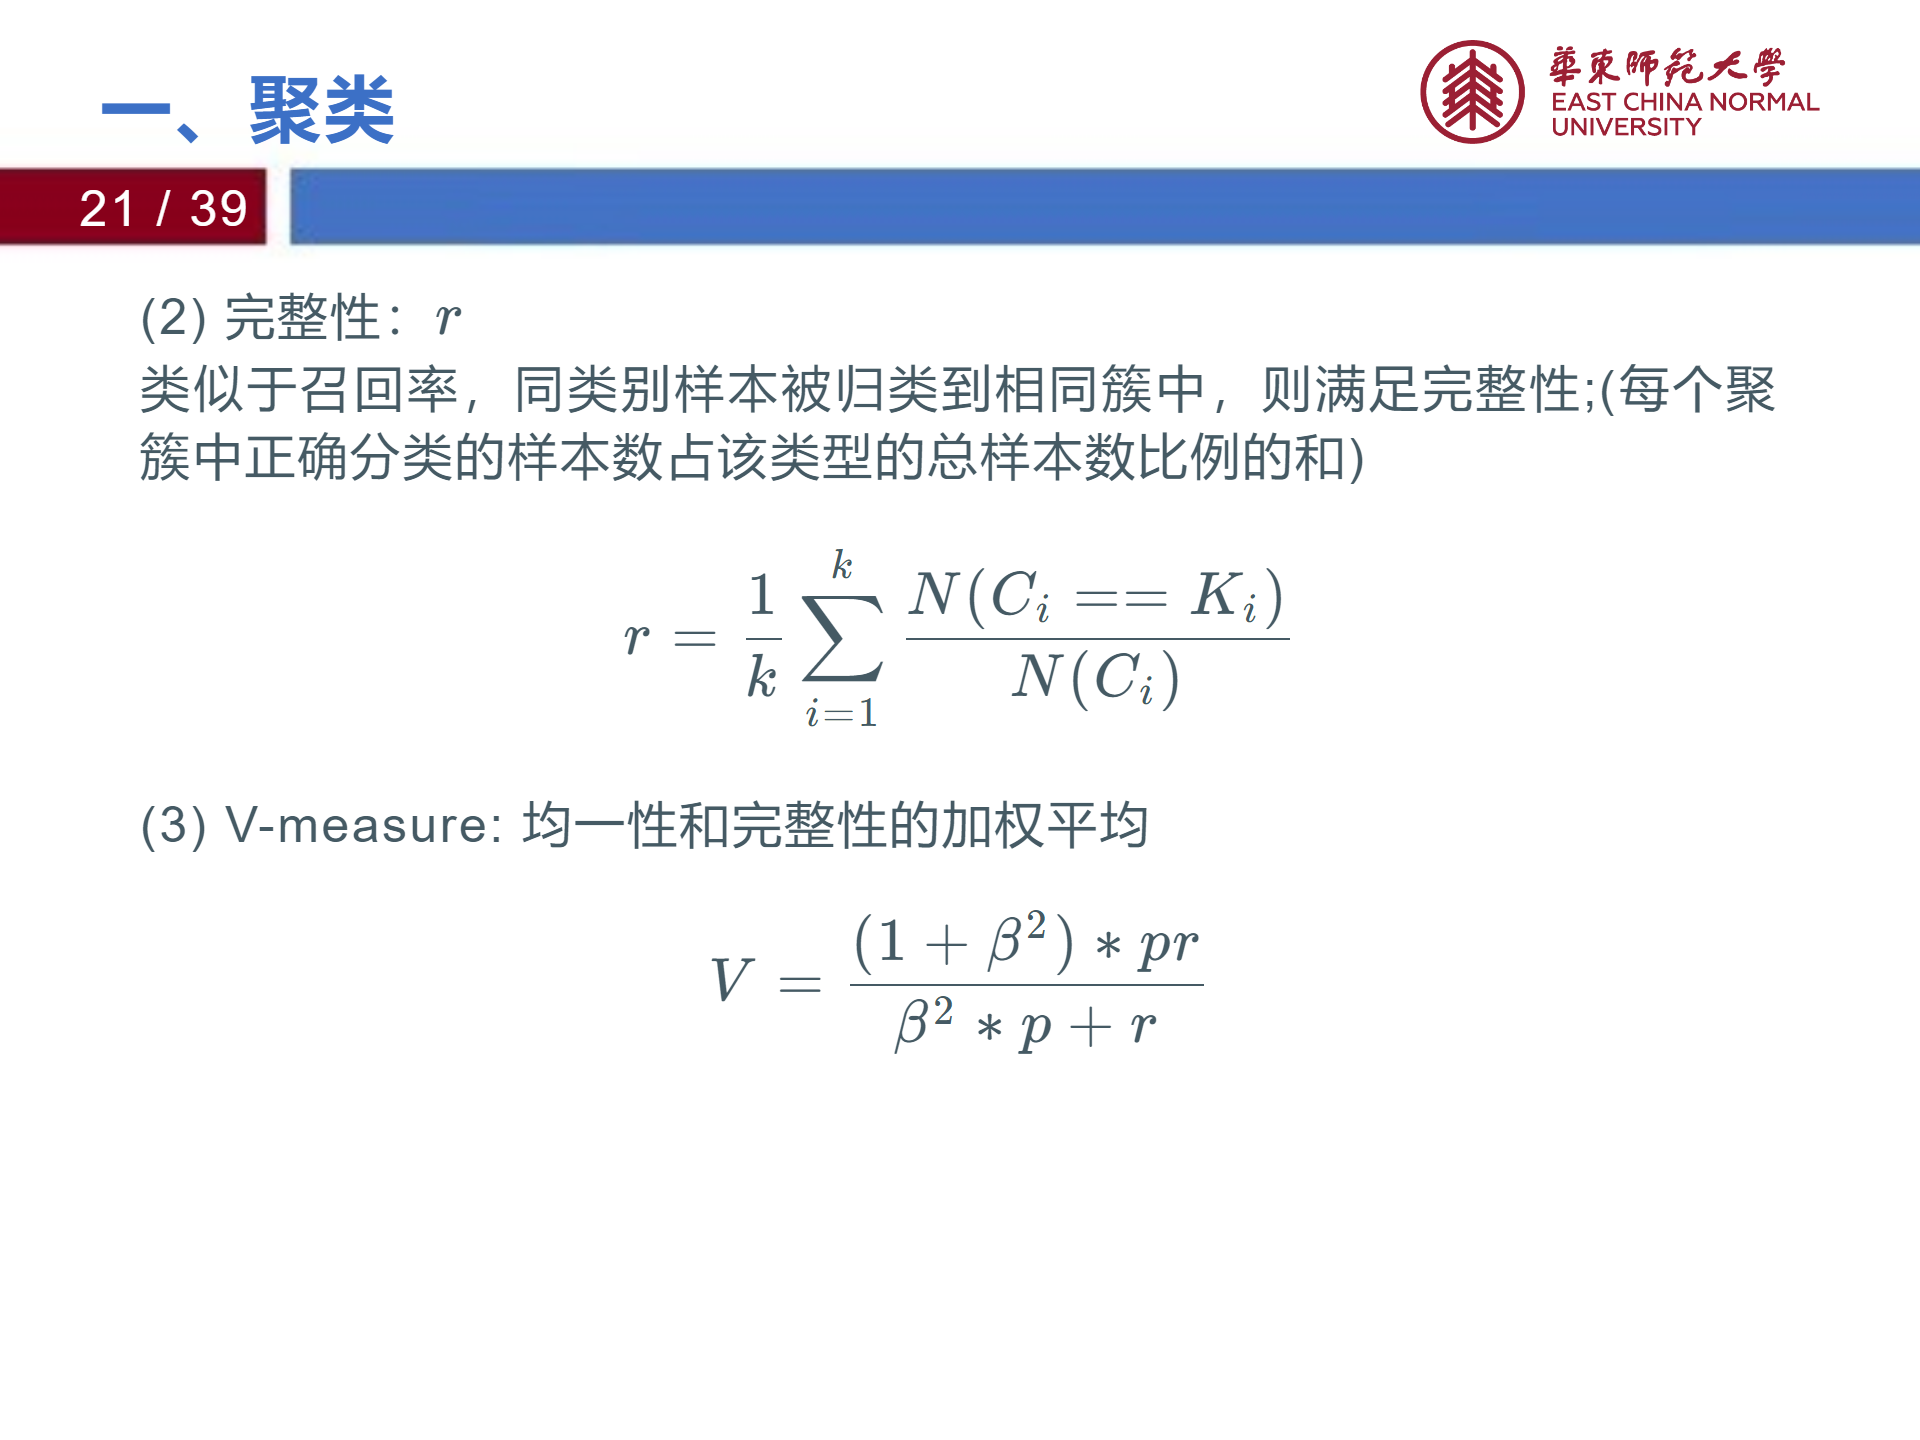 一、聚类
華東師範大學
EAST CHINA NORMAL
UNIVERSITY
21 / 39
(2) 完整性：r
类似于召回率，同类别样本被归类到相同簇中，则满足完整性;(每个聚
簇中正确分类的样本数占该类型的总样本数比例的和)
r = \frac{1}{k} \sum_{i=1}^{k} \frac{N(C_i == K_i)}{N(C_i)}
(3) V-measure: 均一性和完整性的加权平均
V = \frac{(1 + β^2) * pr}{β^2 * p + r}